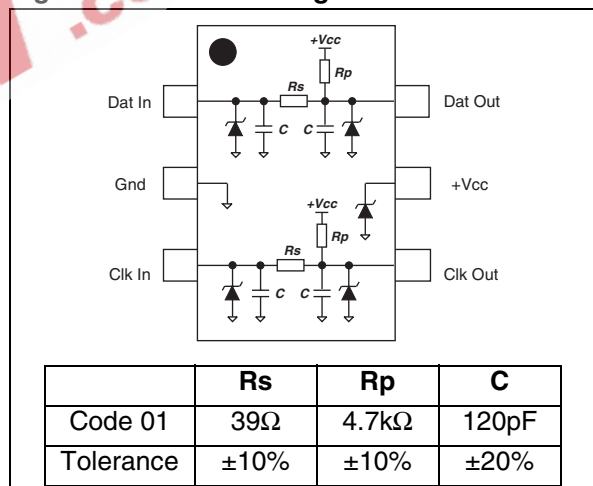 +Vcc
Rp
Rs
Dat In
Dat Out
C C
Gnd
+Vcc
+Vcc
Rp
Rs
Clk In
Clk Out
C C
Rs Rp C
Code 01 39Ω 4.7kΩ 120pF
Tolerance ±10% ±10% ±20%